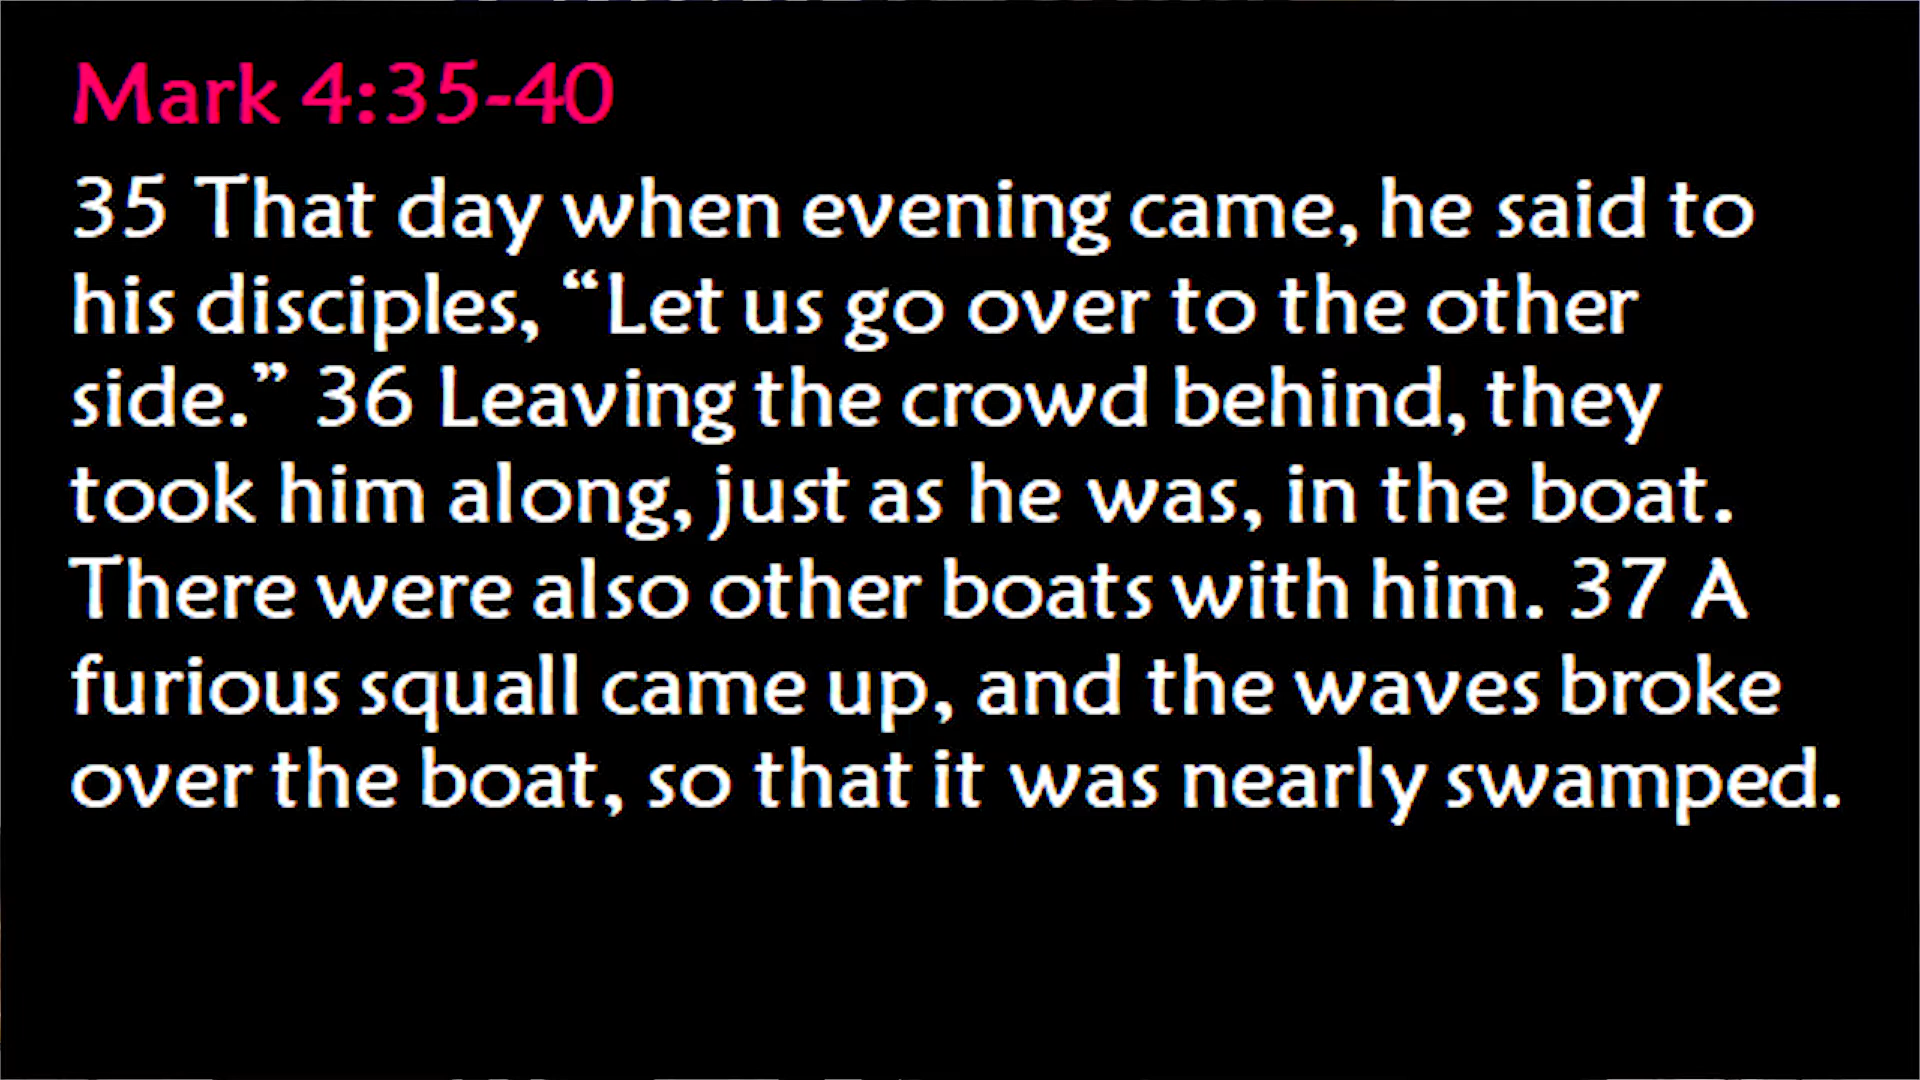 Mark 4:35-40
35 That day when evening came, he said to
his disciples, “Let us go over to the other
side.” 36 Leaving the crowd behind, they
took him along, just as he was, in the boat.
There were also other boats with him. 37 A
furious squall came up, and the waves broke
over the boat, so that it was nearly swamped.